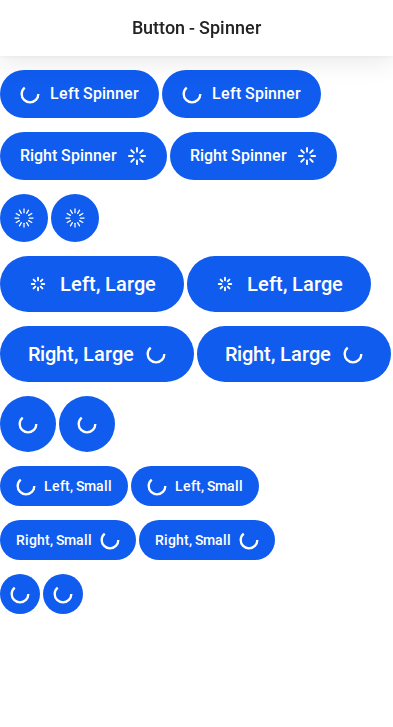 Button - Spinner
Left Spinner Left Spinner
Right Spinner Right Spinner
Left, Large Left, Large
Right, Large Right, Large
Left, Small Left, Small
Right, Small Right, Small